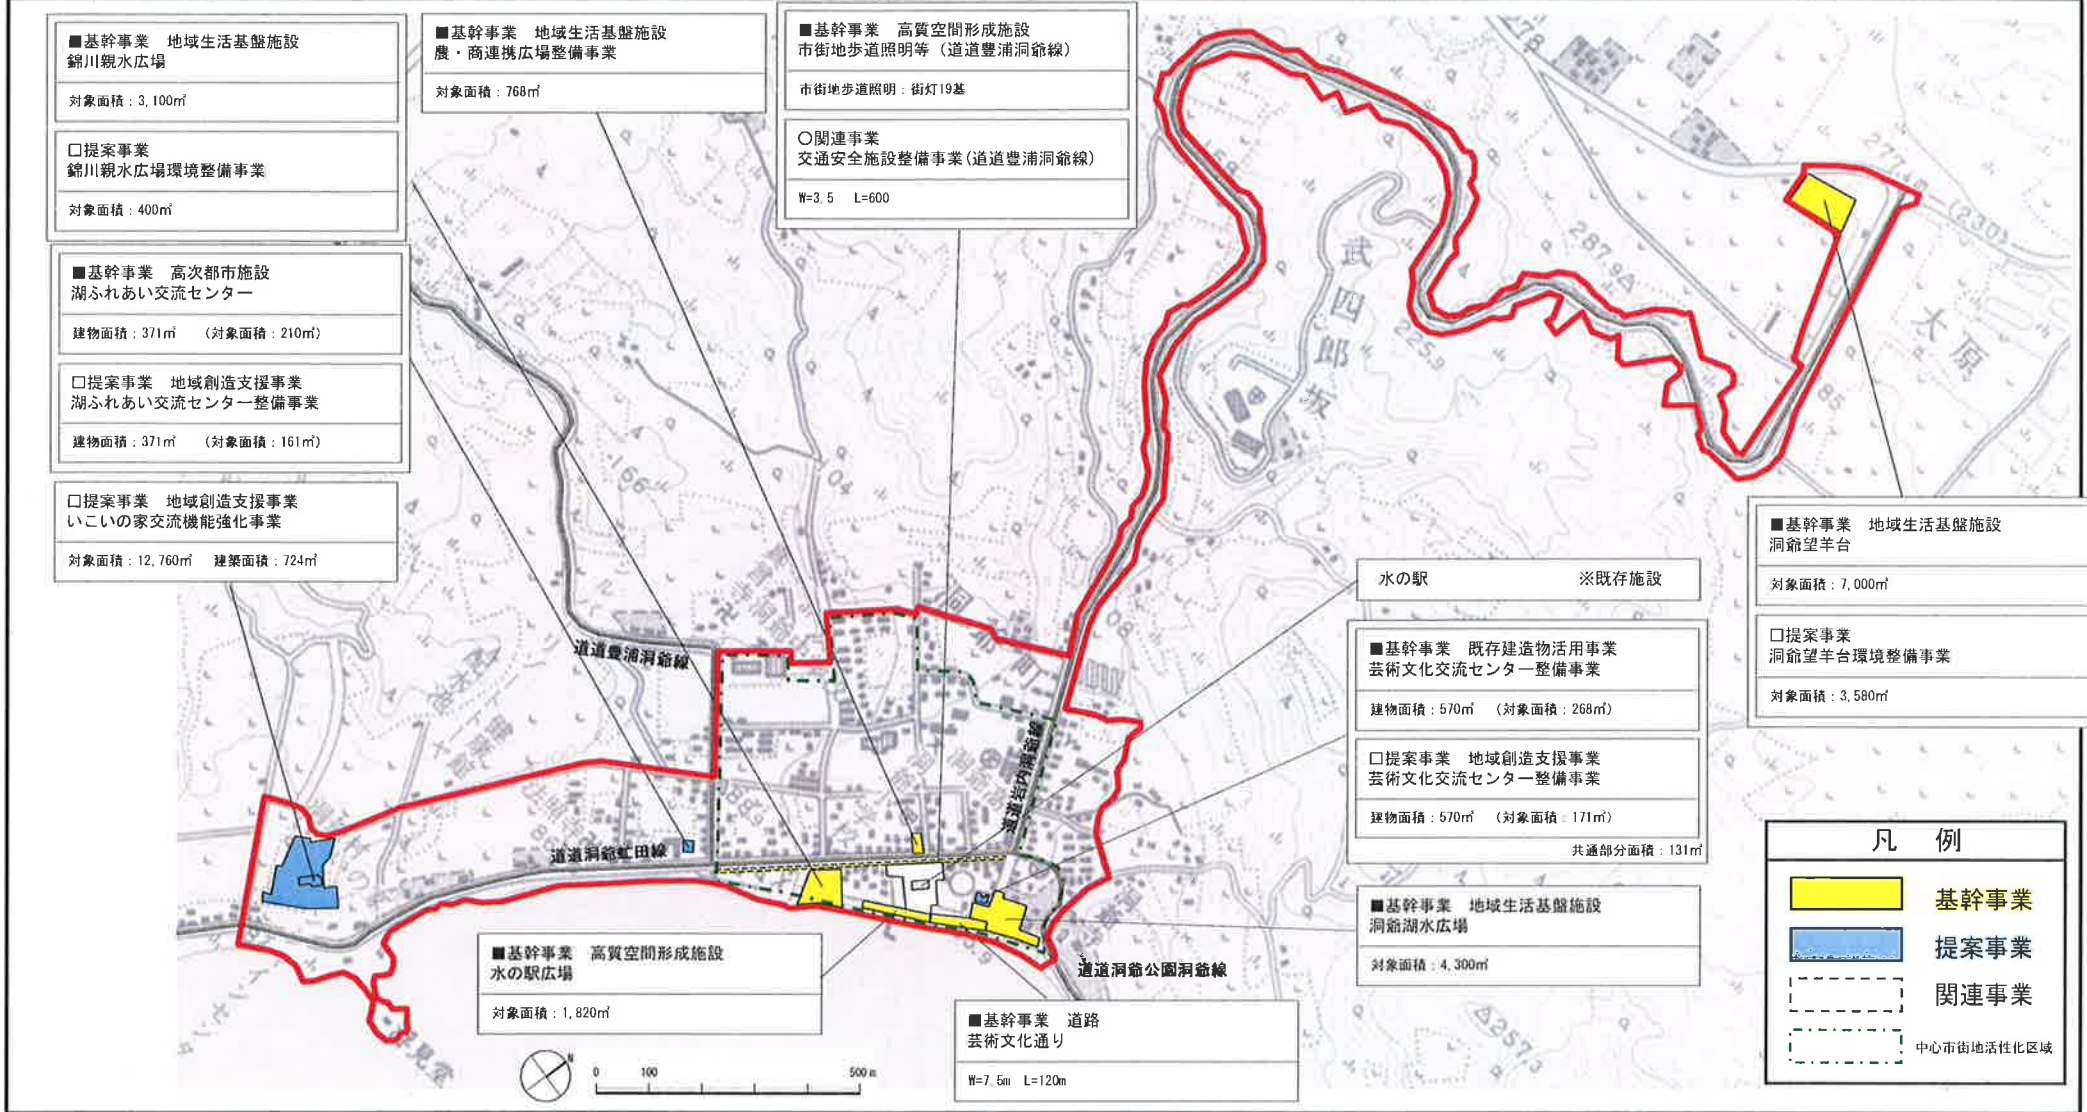 ■基幹事業　地域生活基盤施設
錦川親水広場
対象面積：3,100㎡
□提案事業
錦川親水広場環境整備事業
対象面積：400㎡
■基幹事業　高次都市施設
湖ふれあい交流センター
建物面積：371㎡　（対象面積：210㎡）
□提案事業　地域創造支援事業
湖ふれあい交流センター整備事業
建物面積：371㎡　（対象面積：161㎡）
□提案事業　地域創造支援事業
いこいの家交流機能強化事業
対象面積：12,760㎡　建築面積：724㎡
■基幹事業　地域生活基盤施設
農・商連携広場整備事業
対象面積：768㎡
■基幹事業　高質空間形成施設
市街地歩道照明等（道道豊浦洞爺線）
市街地歩道照明：街灯19基
○関連事業
交通安全施設整備事業(道道豊浦洞爺線)
W=3.5　L=600
武四郎坂
大原
278
277
(230)
287.9
225.9
85
68
166
04
08
道道豊浦洞爺線
道道岩内洞爺線
道道洞爺虹田線
道道洞爺公園洞爺線
早見堂
257.3
■基幹事業　地域生活基盤施設
洞爺望羊台
対象面積：7,000㎡
□提案事業
洞爺望羊台環境整備事業
対象面積：3,580㎡
水の駅　※既存施設
■基幹事業　既存建造物活用事業
芸術文化交流センター整備事業
建物面積：570㎡　（対象面積：268㎡）
□提案事業　地域創造支援事業
芸術文化交流センター整備事業
建物面積：570㎡　（対象面積：171㎡）
共通部分面積：131㎡
■基幹事業　地域生活基盤施設
洞爺湖水広場
対象面積：4,300㎡
■基幹事業　高質空間形成施設
水の駅広場
対象面積：1,820㎡
■基幹事業　道路
芸術文化通り
W=7.5m　L=120m
N
0　100　500m
凡　例
基幹事業
提案事業
関連事業
中心市街地活性化区域